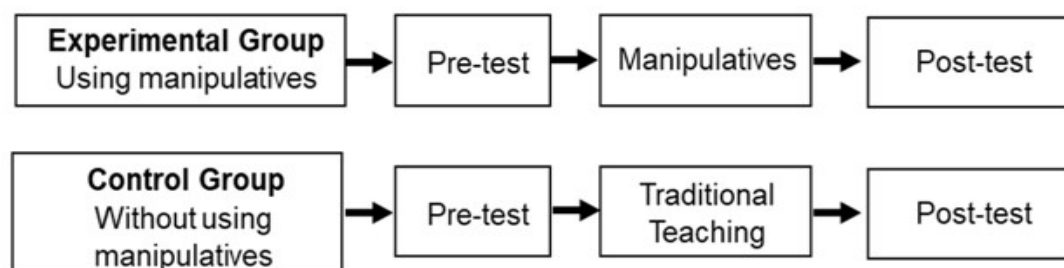 Experimental Group
Using manipulatives
Pre-test
Manipulatives
Post-test
Control Group
Without using
manipulatives
Pre-test
Traditional
Teaching
Post-test